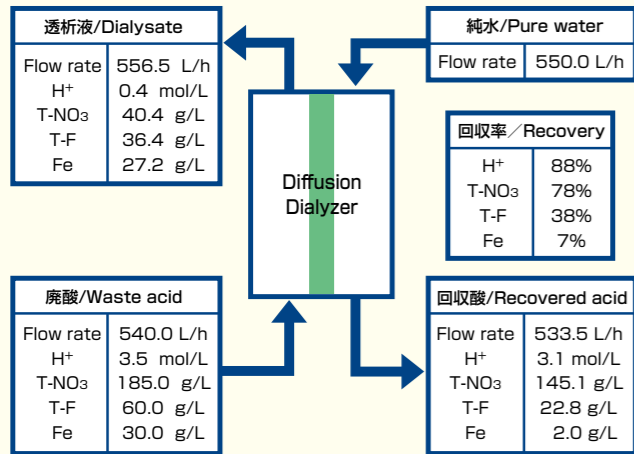 透析液/Dialysate
Flow rate 556.5 L/h
H+ 0.4 mol/L
T-NO3 40.4 g/L
T-F 36.4 g/L
Fe 27.2 g/L
純水/Pure water
Flow rate 550.0 L/h
回収率／Recovery
H+ 88%
T-NO3 78%
T-F 38%
Fe 7%
Diffusion
Dialyzer
廃酸/Waste acid
Flow rate 540.0 L/h
H+ 3.5 mol/L
T-NO3 185.0 g/L
T-F 60.0 g/L
Fe 30.0 g/L
回収酸/Recovered acid
Flow rate 533.5 L/h
H+ 3.1 mol/L
T-NO3 145.1 g/L
T-F 22.8 g/L
Fe 2.0 g/L